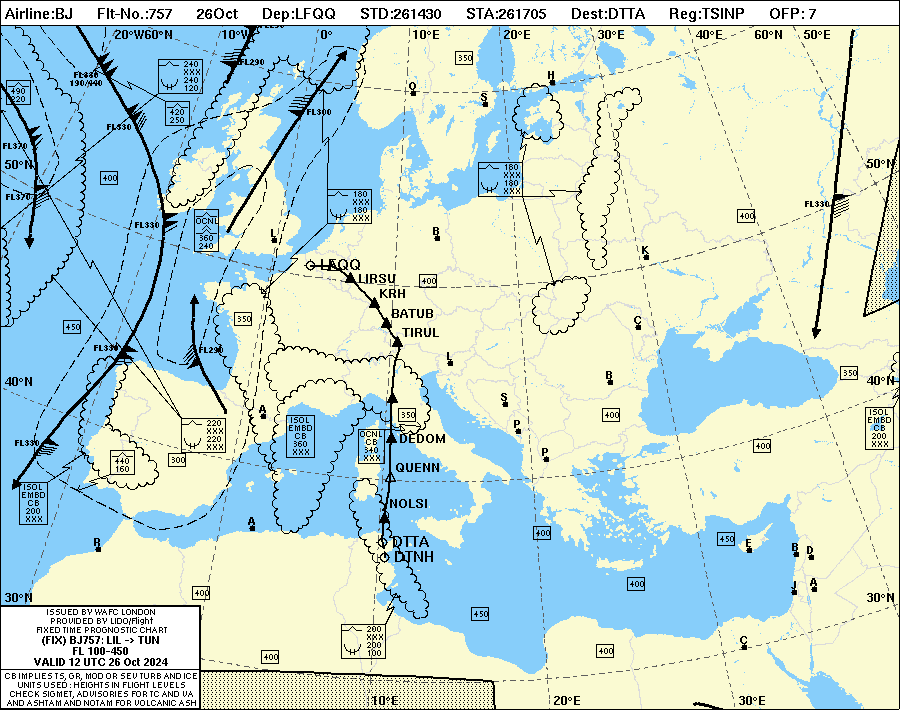 Airline:BJ Flt-No.:757 26Oct Dep:LFQQ STD:261430 STA:261705 Dest:DTTA Reg:TSINP OFP: 7
20°W60°N 10°W 0° 10°E 20°E 30°E 40°E 60°N 50°E
FL290
FL330
190/440
240
XXX
240
120
490
220
420
250
350
H
O
S
FL300
FL330
FL370
50°N
50°N
400
FL370
180
XXX
180
XXX
180
XXX
180
XXX
FL330
FL330
400
OCNL
360
240
L
B
K
LFQQ
LIRSU
400
KRH
BATUB
TIRUL
350
450
C
FL330
FL290
L
40°N
350
40°N
B
S
A
350
400
220
XXX
220
XXX
ISOL
EMBD
CB
360
XXX
OCNL
CB
340
XXX
DEDOM
P
ISOL
EMBD
CB
200
XXX
FL330
440
160
300
400
P
QUENN
ISOL
EMBD
CB
200
XXX
NOLSI
A
400
450
R
DTTA
DTNH
E
B
D
30°N
400
400
J
A
30°N
450
200
XXX
200
100
400
400
C
ISSUED BY WAFC LONDON
PROVIDED BY LIDO/Flight
FIXED TIME PROGNOSTIC CHART
(FIX) BJ757: LIL -> TUN
FL 100-450
VALID 12 UTC 26 Oct 2024
CB IMPLIES TS, GR, MOD OR SEV TURB AND ICE
UNITS USED : HEIGHTS IN FLIGHT LEVELS
CHECK SIGMET, ADVISORIES FOR TC AND VA
AND ASHTAM AND NOTAM FOR VOLCANIC ASH
10°E 20°E 30°E